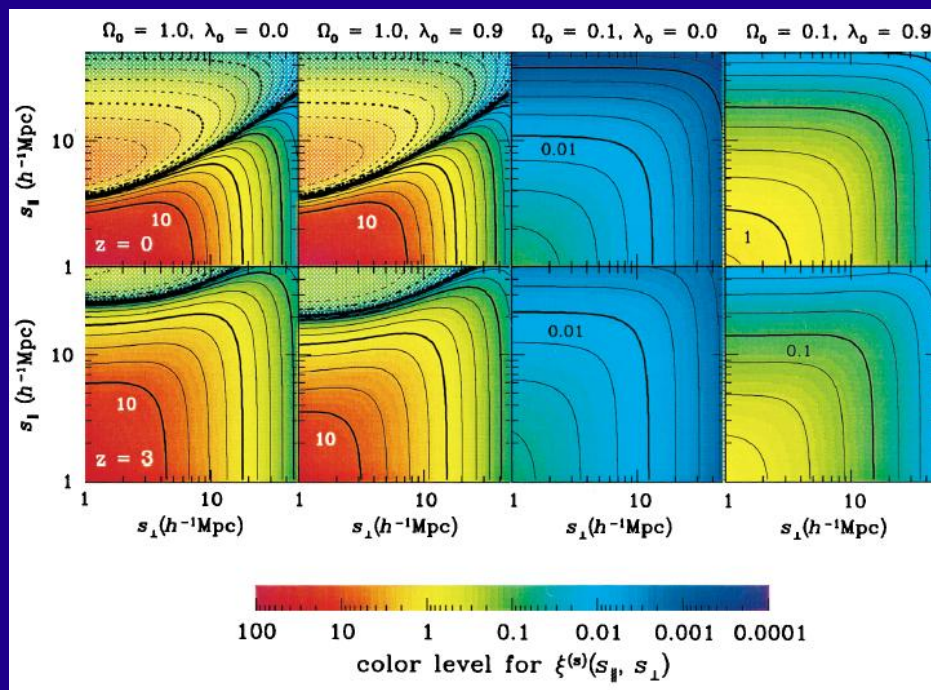 Ω₀ = 1.0, λ₀ = 0.0 Ω₀ = 1.0, λ₀ = 0.9 Ω₀ = 0.1, λ₀ = 0.0 Ω₀ = 0.1, λ₀ = 0.9
s∥ (h⁻¹Mpc)
10
10
z = 0
10
0.01
1
1
s∥ (h⁻¹Mpc)
10
10
z = 3
10
0.01
0.1
1
1 10 1 10 1 10 1 10
s⊥(h⁻¹Mpc) s⊥(h⁻¹Mpc) s⊥(h⁻¹Mpc) s⊥(h⁻¹Mpc)
100 10 1 0.1 0.01 0.001 0.0001
color level for ξ⁽ˢ⁾(s∥, s⊥)